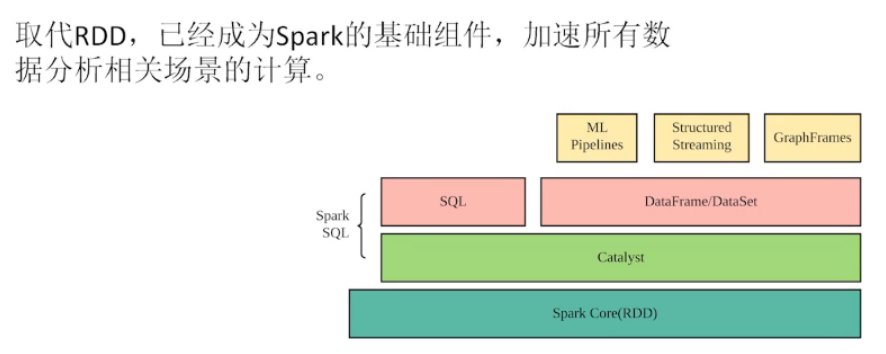 取代RDD，已经成为Spark的基础组件，加速所有数
据分析相关场景的计算。
ML
Pipelines
Structured
Streaming
GraphFrames
Spark
SQL
SQL
DataFrame/DataSet
Catalyst
Spark Core(RDD)